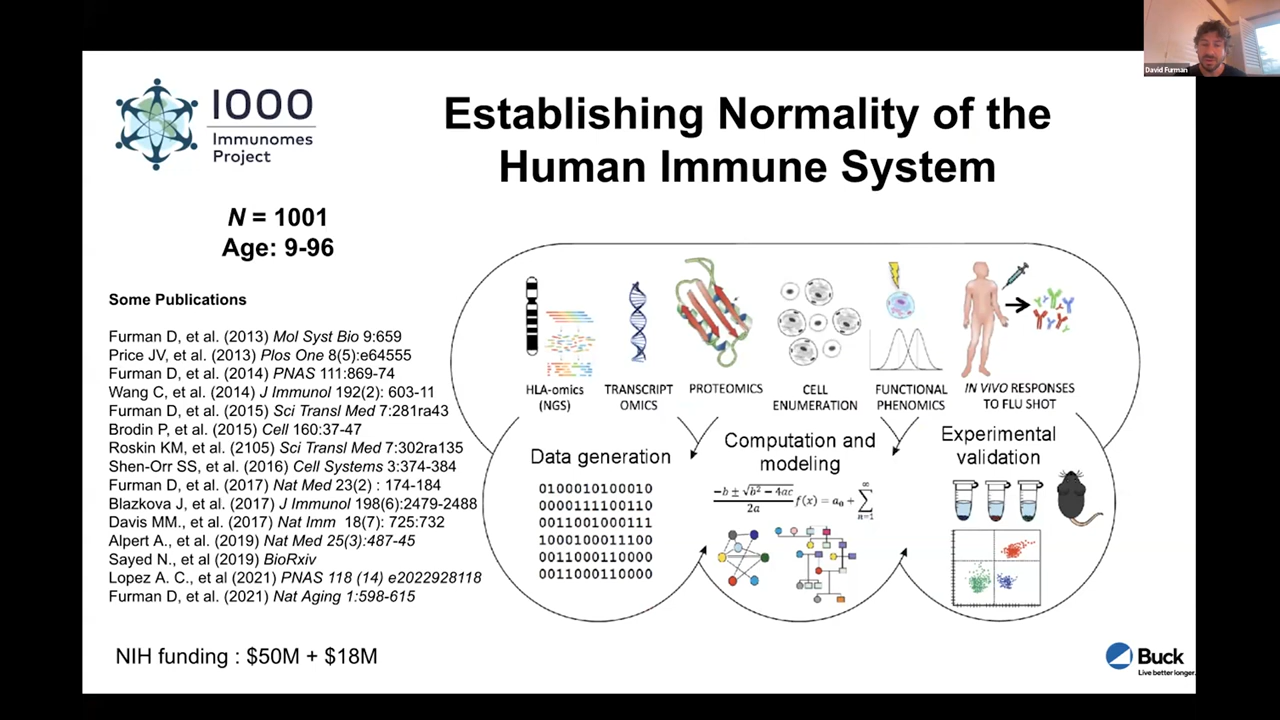 David Furman
1000
Immunomes
Project
Establishing Normality of the
Human Immune System
N = 1001
Age: 9-96
Some Publications
Furman D, et al. (2013) Mol Syst Bio 9:659
Price JV, et al. (2013) Plos One 8(5):e64555
Furman D, et al. (2014) PNAS 111:869-74
Wang C, et al. (2014) J Immunol 192(2): 603-11
Furman D, et al. (2015) Sci Transl Med 7:281ra43
Brodin P, et al. (2015) Cell 160:37-47
Roskin KM, et al. (2105) Sci Transl Med 7:302ra135
Shen-Orr SS, et al. (2016) Cell Systems 3:374-384
Furman D, et al. (2017) Nat Med 23(2) : 174-184
Blazkova J, et al. (2017) J Immunol 198(6):2479-2488
Davis MM., et al. (2017) Nat Imm 18(7): 725:732
Alpert A., et al. (2019) Nat Med 25(3):487-45
Sayed N., et al (2019) BioRxiv
Lopez A. C., et al (2021) PNAS 118 (14) e2022928118
Furman D, et al. (2021) Nat Aging 1:598-615
NIH funding : $50M + $18M
HLA-omics
(NGS)
TRANSCRIPT
OMICS
PROTEOMICS
CELL
ENUMERATION
FUNCTIONAL
PHENOMICS
IN VIVO RESPONSES
TO FLU SHOT
Data generation
0100010100010
0000111100110
0011001000111
1000100011100
0011000110000
0011000110000
Computation and
modeling
−b ± √b² − 4ac
2a
f(x) = a₀ + ∑
∞
n=1
Experimental
validation
Buck
Live better longer.